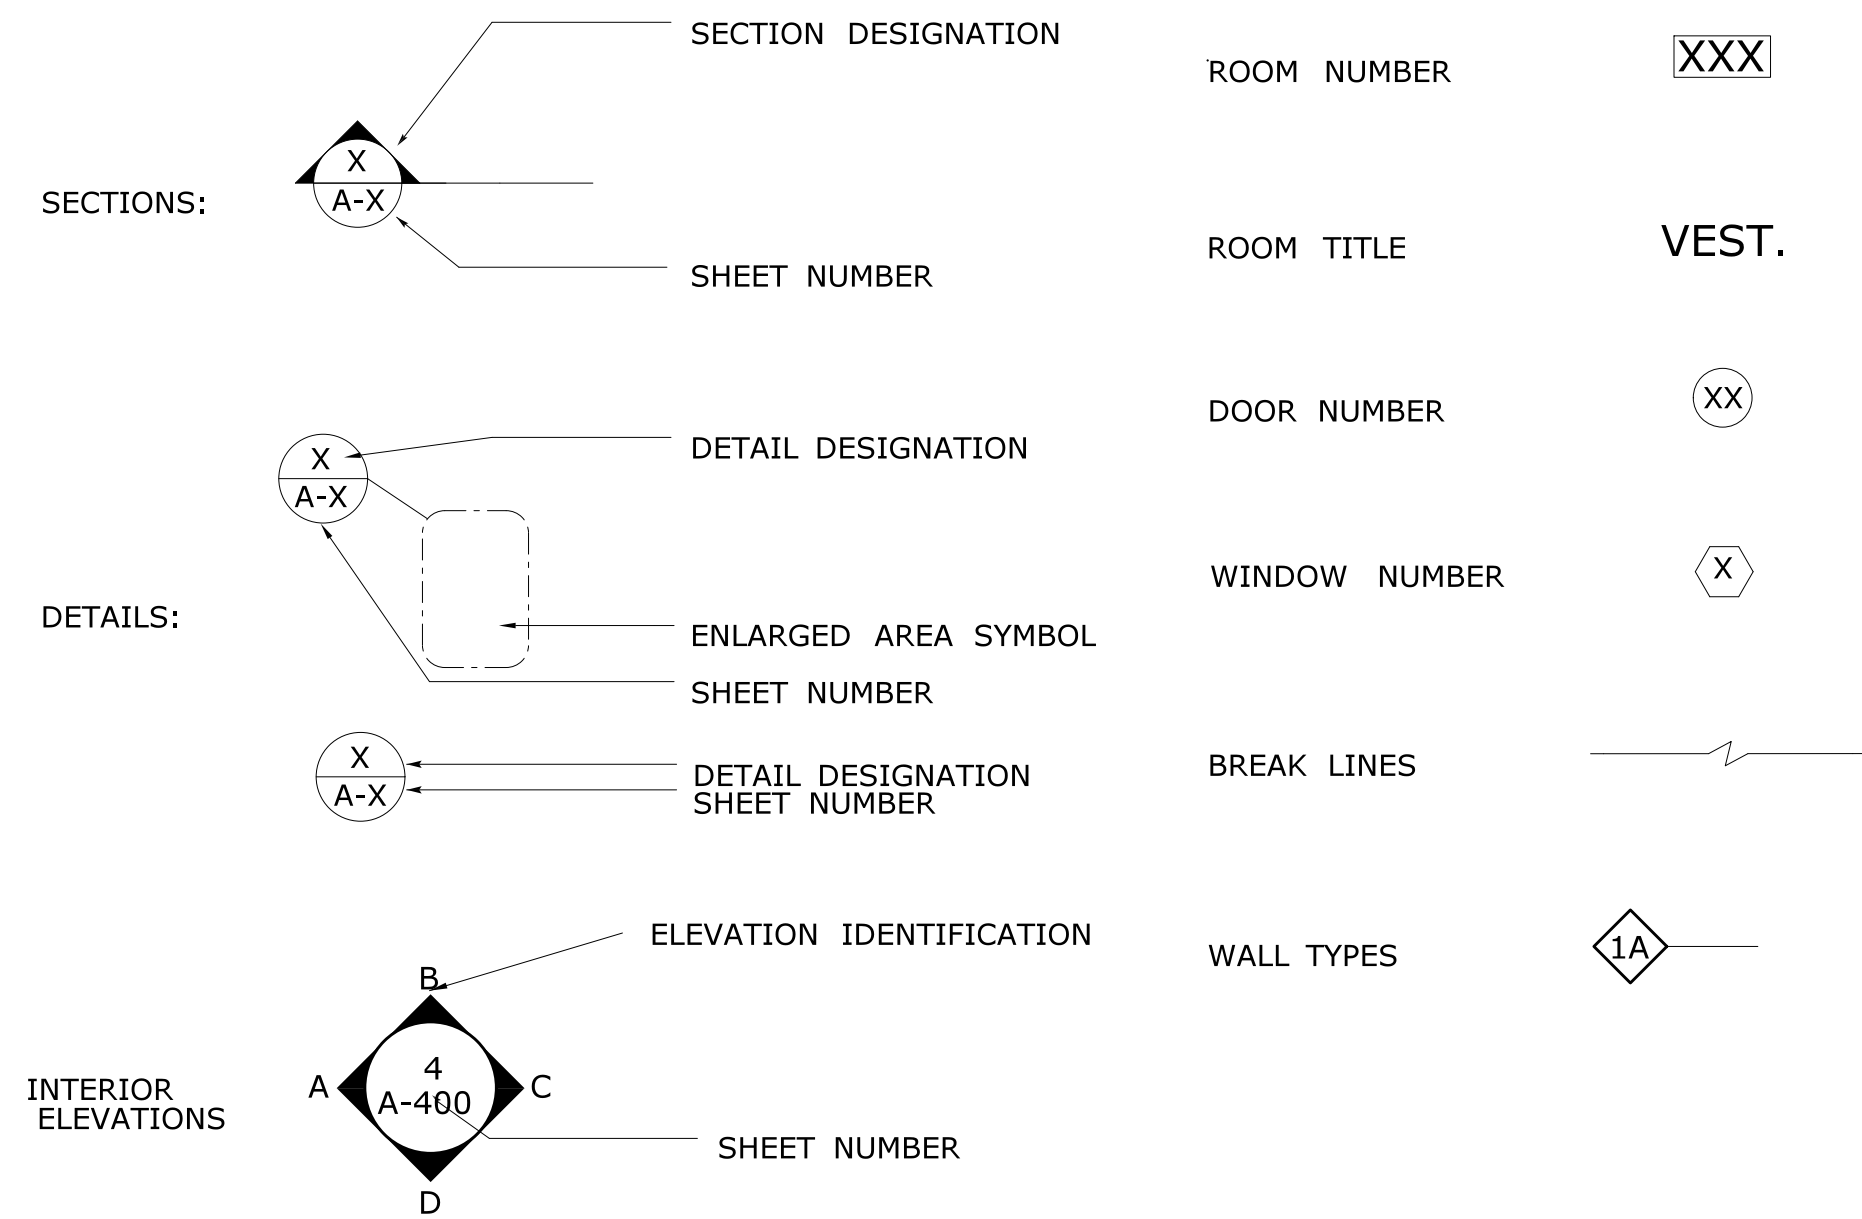 SECTION DESIGNATION
X
A-X
SECTIONS:
SHEET NUMBER
X
A-X
DETAIL DESIGNATION
DETAILS:
ENLARGED AREA SYMBOL
SHEET NUMBER
X
A-X
DETAIL DESIGNATION
SHEET NUMBER
ELEVATION IDENTIFICATION
B
A
4
A-400
C
INTERIOR
ELEVATIONS
SHEET NUMBER
D
ROOM NUMBER
XXX
ROOM TITLE
VEST.
DOOR NUMBER
XX
WINDOW NUMBER
X
BREAK LINES
WALL TYPES
1A